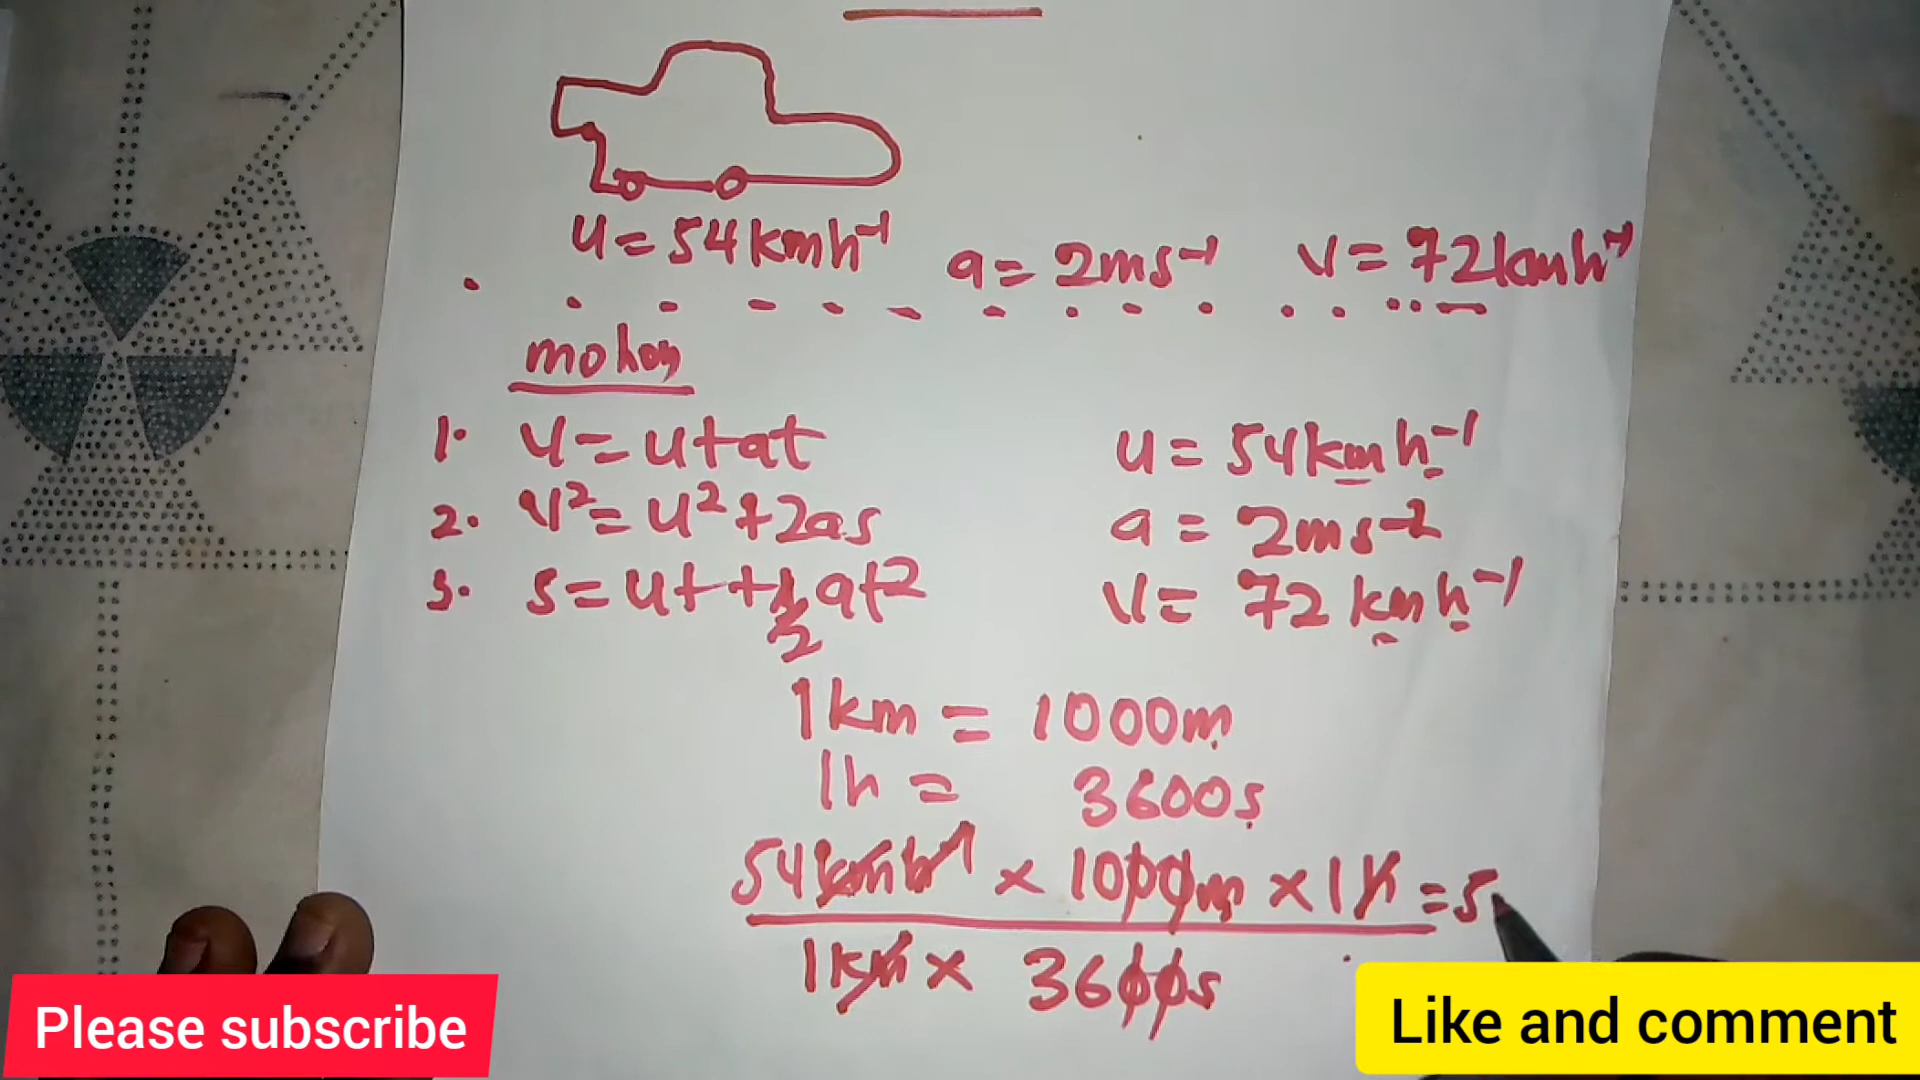 u = 54kmh⁻¹ a = 2ms⁻¹ v = 72kmh⁻¹
motion
1. v = u + at
2. v² = u² + 2as
3. s = ut + ½at²
u = 54kmh⁻¹
a = 2ms⁻²
v = 72kmh⁻¹
1km = 1000m
1h = 3600s
54kmh⁻¹ × 1000m × 1h = 5
1km × 3600s
Please subscribe
Like and comment